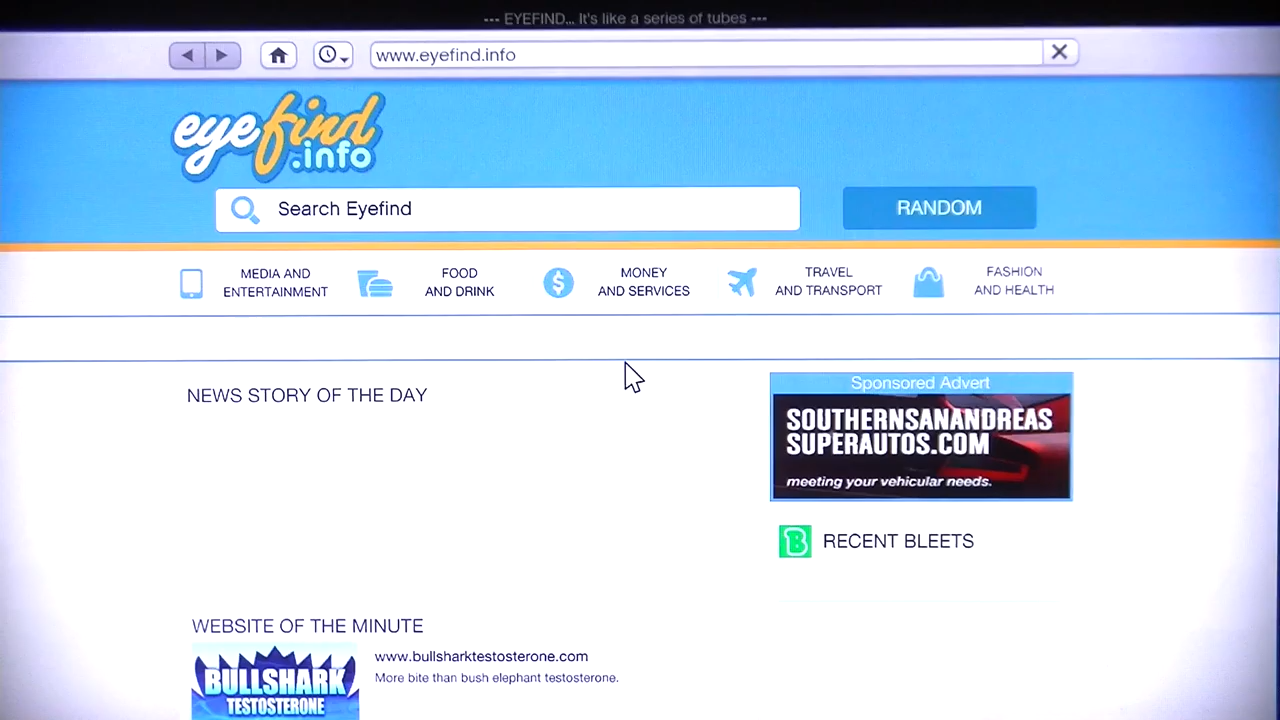 --- EYEFIND... It's like a series of tubes ---
www.eyefind.info
eyefind
.info
Search Eyefind
RANDOM
MEDIA AND
ENTERTAINMENT
FOOD
AND DRINK
MONEY
AND SERVICES
TRAVEL
AND TRANSPORT
FASHION
AND HEALTH
NEWS STORY OF THE DAY
Sponsored Advert
SOUTHERNSANANDREAS
SUPERAUTOS.COM
meeting your vehicular needs.
B RECENT BLEETS
WEBSITE OF THE MINUTE
BULLSHARK
TESTOSTERONE
www.bullsharktestosterone.com
More bite than bush elephant testosterone.